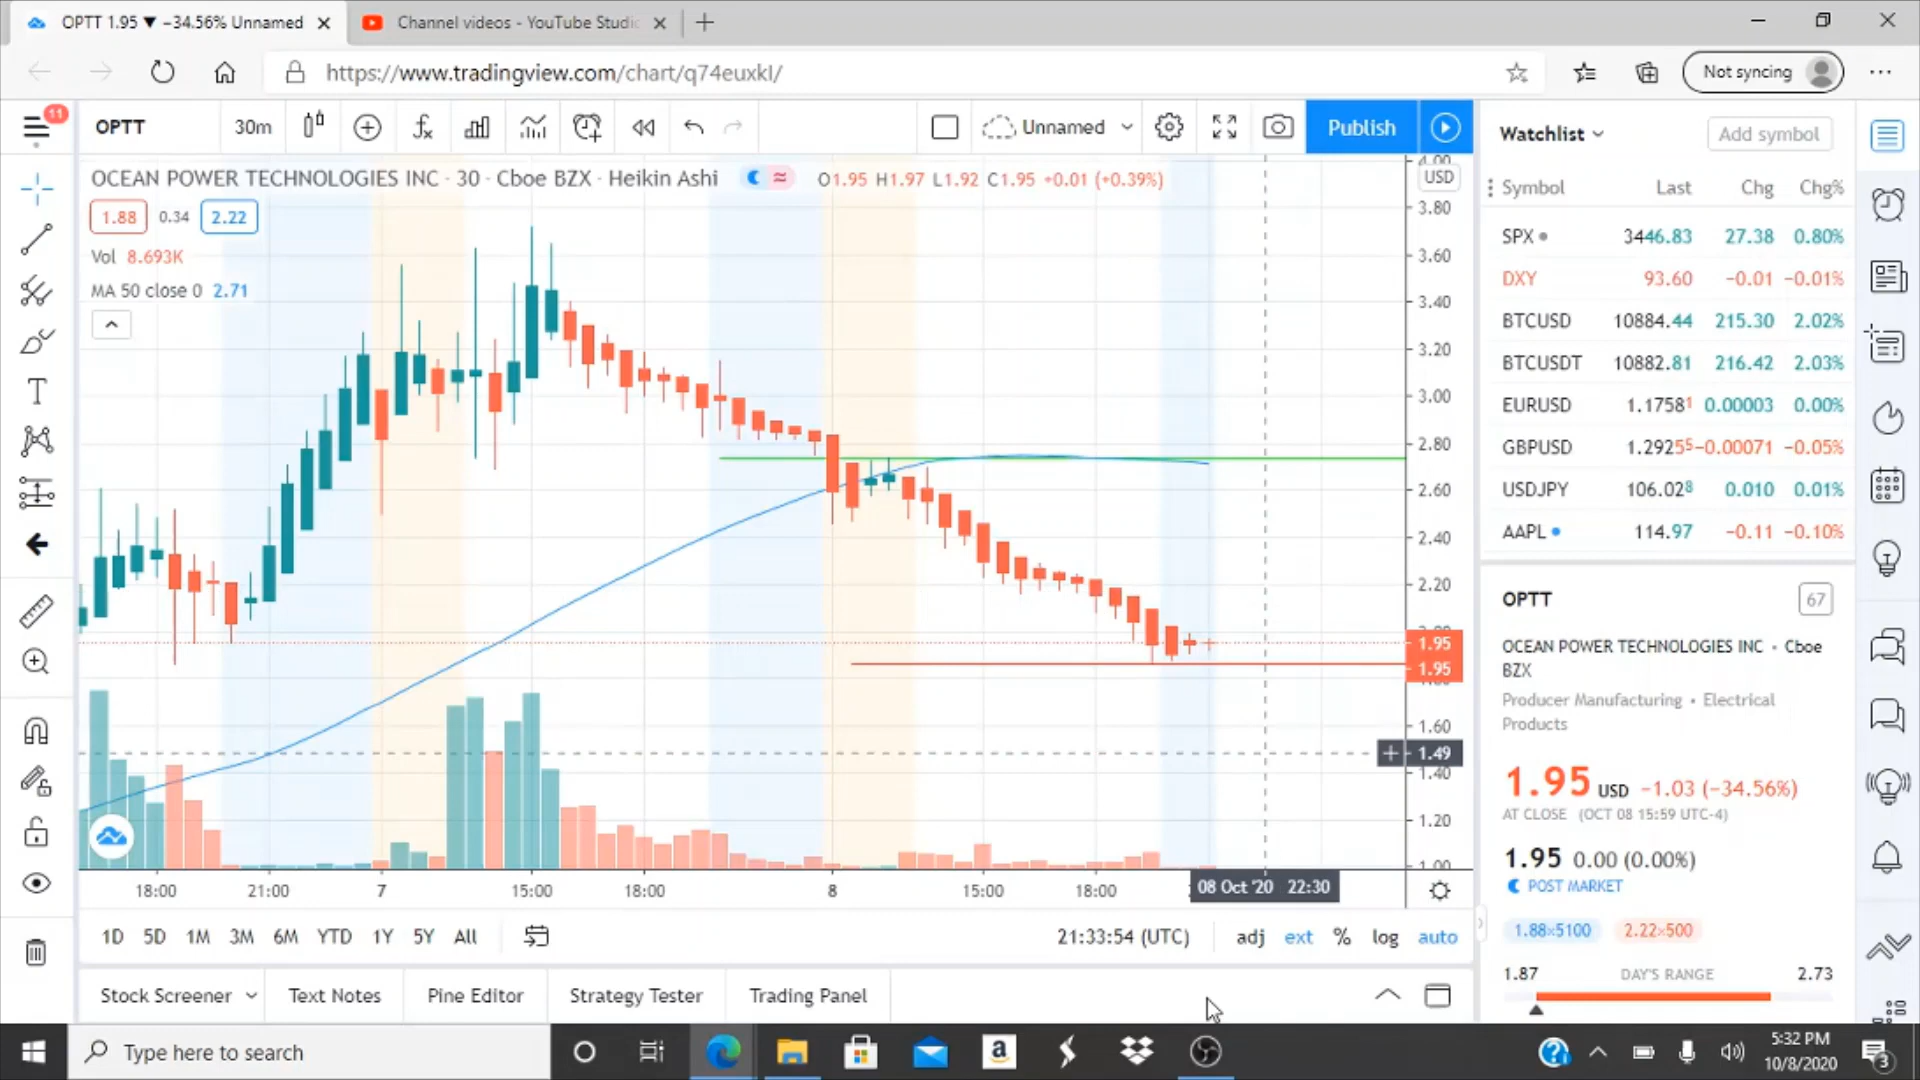 OPTT 1.95 ▼ −34.56% Unnamed
Channel videos - YouTube Studio
https://www.tradingview.com/chart/q74euxkI/
Not syncing
11
OPTT
30m
Unnamed
Publish
OCEAN POWER TECHNOLOGIES INC · 30 · Cboe BZX · Heikin Ashi
O1.95 H1.97 L1.92 C1.95 +0.01 (+0.39%)
1.88 0.34 2.22
Vol 8.693K
MA 50 close 0 2.71
4.00
USD
3.80
3.60
3.40
3.20
3.00
2.80
2.60
2.40
2.20
1.95
1.95
1.60
1.49
1.40
1.20
1.00
18:00 21:00 7 15:00 18:00 8 15:00 18:00 08 Oct '20 22:30
1D 5D 1M 3M 6M YTD 1Y 5Y All
21:33:54 (UTC) adj ext % log auto
Stock Screener Text Notes Pine Editor Strategy Tester Trading Panel
Watchlist
Add symbol
Symbol Last Chg Chg%
SPX 3446.83 27.38 0.80%
DXY 93.60 −0.01 −0.01%
BTCUSD 10884.44 215.30 2.02%
BTCUSDT 10882.81 216.42 2.03%
EURUSD 1.17581 0.00003 0.00%
GBPUSD 1.29255 −0.00071 −0.05%
USDJPY 106.028 0.010 0.01%
AAPL 114.97 −0.11 −0.10%
OPTT 67
OCEAN POWER TECHNOLOGIES INC • Cboe
BZX
Producer Manufacturing • Electrical
Products
1.95 USD −1.03 (−34.56%)
AT CLOSE (OCT 08 15:59 UTC-4)
1.95 0.00 (0.00%)
POST MARKET
1.88×5100 2.22×500
1.87 DAY'S RANGE 2.73
Type here to search
a
5:32 PM
10/8/2020
3